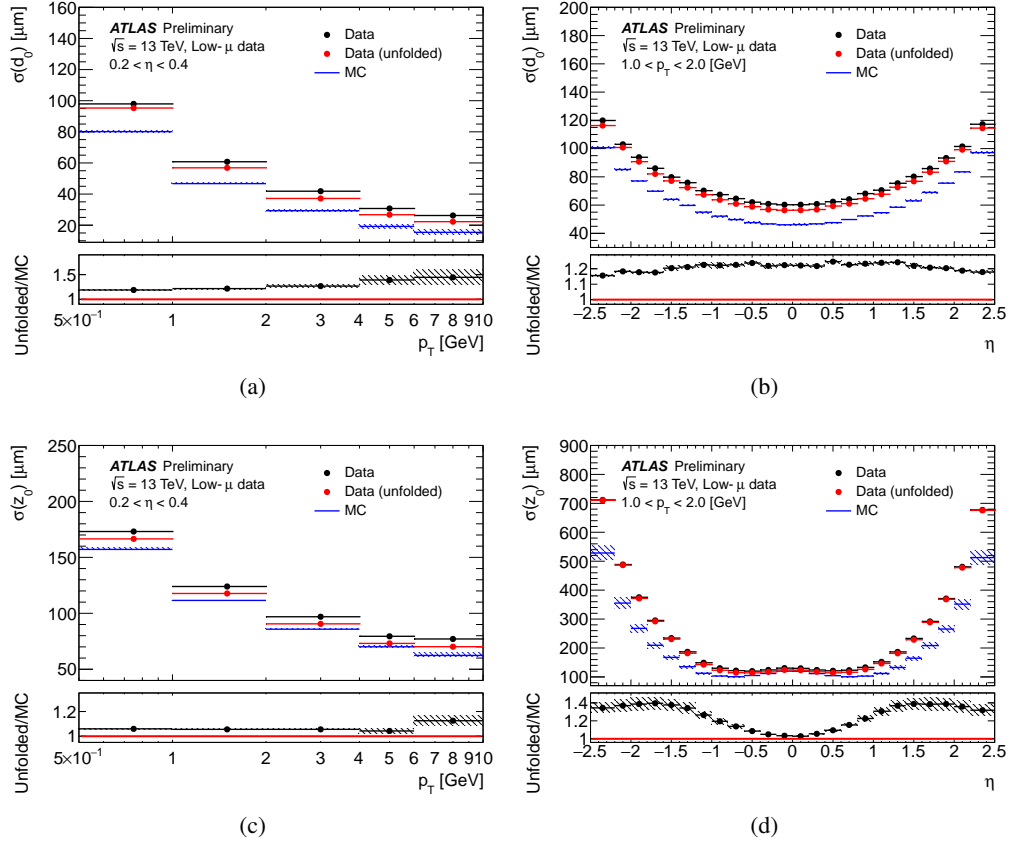 σ(d₀) [μm]
160
140
120
100
80
60
40
20
ATLAS Preliminary
√s = 13 TeV, Low- μ data
0.2 < η < 0.4
Data
Data (unfolded)
MC
Unfolded/MC
1.5
1
5×10⁻¹ 1 2 3 4 5 6 7 8 910
p_T [GeV]
(a)
σ(d₀) [μm]
200
180
160
140
120
100
80
60
40
ATLAS Preliminary
√s = 13 TeV, Low- μ data
1.0 < p_T < 2.0 [GeV]
Data
Data (unfolded)
MC
Unfolded/MC
1.2
1.1
1
−2.5 −2 −1.5 −1 −0.5 0 0.5 1 1.5 2 2.5
η
(b)
σ(z₀) [μm]
250
200
150
100
50
ATLAS Preliminary
√s = 13 TeV, Low- μ data
0.2 < η < 0.4
Data
Data (unfolded)
MC
Unfolded/MC
1.2
1
5×10⁻¹ 1 2 3 4 5 6 7 8 910
p_T [GeV]
(c)
σ(z₀) [μm]
900
800
700
600
500
400
300
200
100
ATLAS Preliminary
√s = 13 TeV, Low- μ data
1.0 < p_T < 2.0 [GeV]
Data
Data (unfolded)
MC
Unfolded/MC
1.4
1.2
1
−2.5 −2 −1.5 −1 −0.5 0 0.5 1 1.5 2 2.5
η
(d)